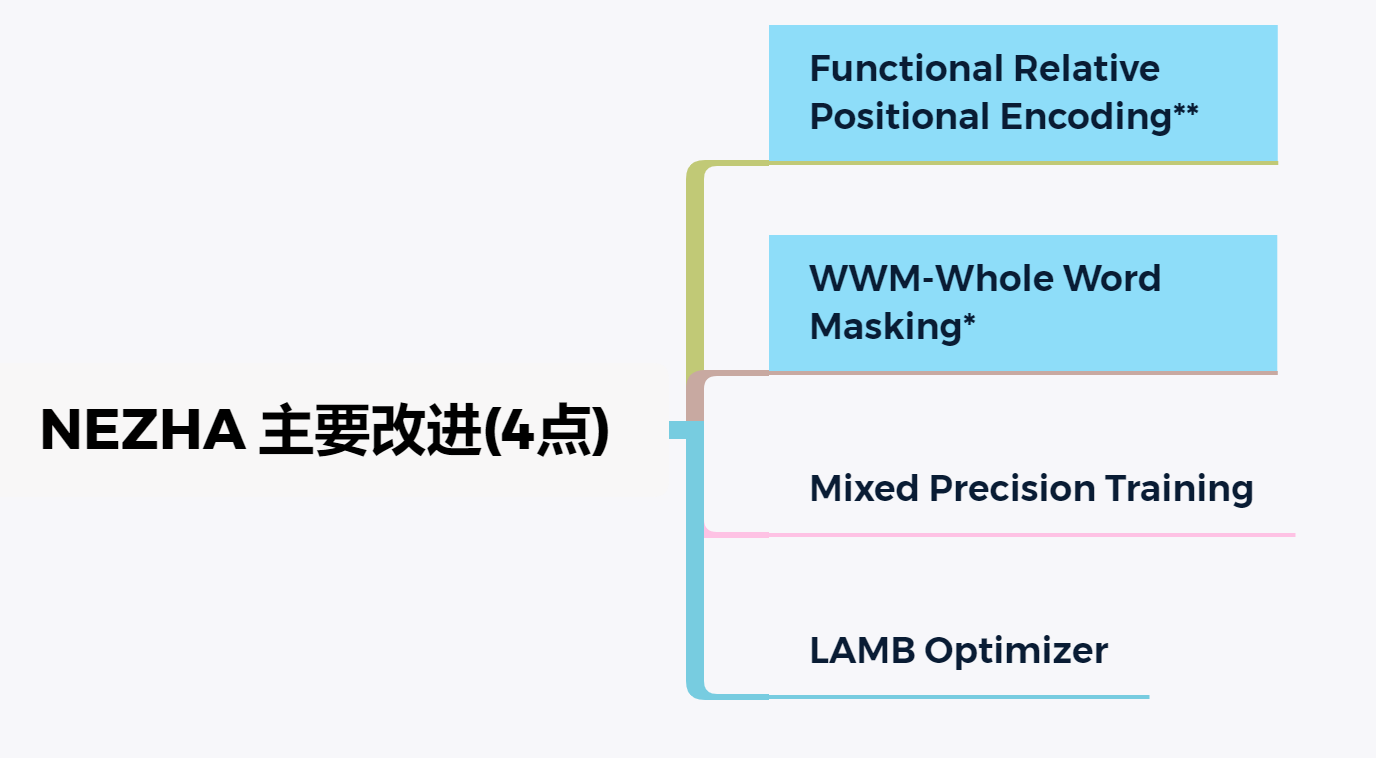 NEZHA 主要改进(4点)
Functional Relative
Positional Encoding**
WWM-Whole Word
Masking*
Mixed Precision Training
LAMB Optimizer